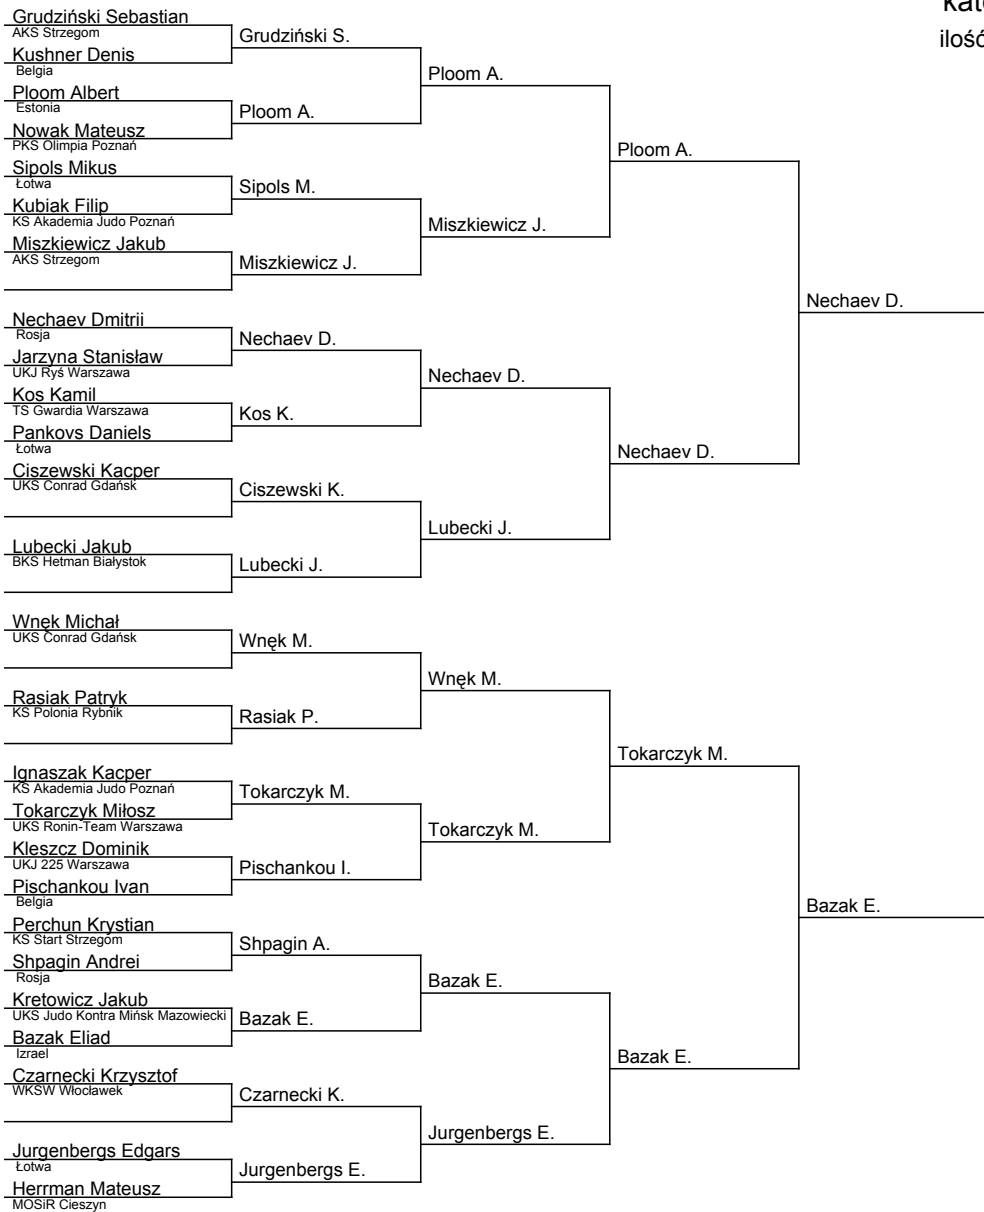 Grudziński Sebastian
AKS Strzegom
Kushner Denis
Belgia
Ploom Albert
Estonia
Nowak Mateusz
PKS Olimpia Poznań
Sipols Mikus
Łotwa
Kubiak Filip
KS Akademia Judo Poznań
Miszkiewicz Jakub
AKS Strzegom
Nechaev Dmitrii
Rosja
Jarzyna Stanisław
UKJ Ryś Warszawa
Kos Kamil
TS Gwardia Warszawa
Pankovs Daniels
Łotwa
Ciszewski Kacper
UKS Conrad Gdańsk
Lubecki Jakub
BKS Hetman Białystok
Wnęk Michał
UKS Conrad Gdańsk
Rasiak Patryk
KS Polonia Rybnik
Ignaszak Kacper
KS Akademia Judo Poznań
Tokarczyk Miłosz
UKS Ronin-Team Warszawa
Kleszcz Dominik
UKJ 225 Warszawa
Pischankou Ivan
Belgia
Perchun Krystian
KS Start Strzegom
Shpagin Andrei
Rosja
Kretowicz Jakub
UKS Judo Kontra Mińsk Mazowiecki
Bazak Eliad
Izrael
Czarnecki Krzysztof
WKSW Włocławek
Jurgenbergs Edgars
Łotwa
Herrman Mateusz
MOSiR Cieszyn
Grudziński S.
Ploom A.
Sipols M.
Miszkiewicz J.
Nechaev D.
Kos K.
Ciszewski K.
Lubecki J.
Wnęk M.
Rasiak P.
Tokarczyk M.
Pischankou I.
Shpagin A.
Bazak E.
Czarnecki K.
Jurgenbergs E.
Ploom A.
Miszkiewicz J.
Nechaev D.
Lubecki J.
Wnęk M.
Tokarczyk M.
Bazak E.
Jurgenbergs E.
Ploom A.
Nechaev D.
Tokarczyk M.
Bazak E.
Nechaev D.
Bazak E.